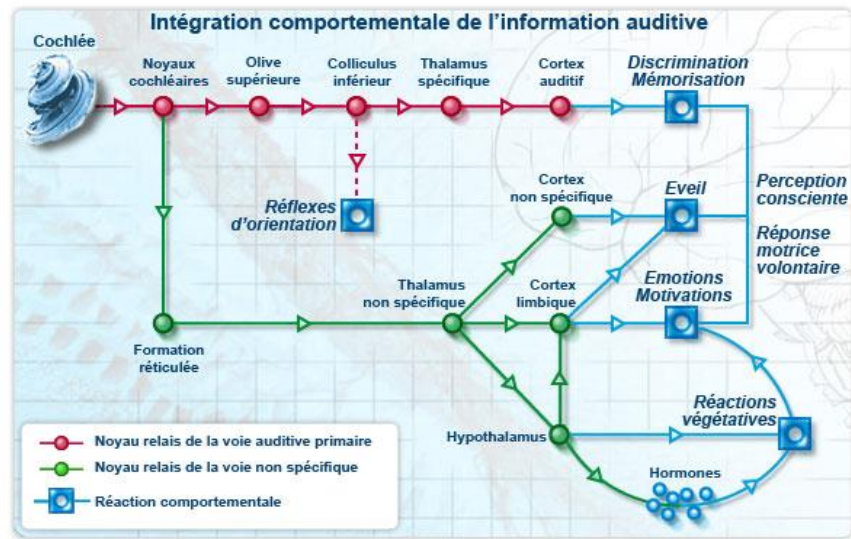 Intégration comportementale de l'information auditive
Cochlée
Noyaux
cochléaires
Olive
supérieure
Colliculus
inférieur
Thalamus
spécifique
Cortex
auditif
Discrimination
Mémorisation
Réflexes
d'orientation
Cortex
non spécifique
Eveil
Perception
consciente
Réponse
motrice
volontaire
Thalamus
non spécifique
Cortex
limbique
Emotions
Motivations
Formation
réticulée
Hypothalamus
Réactions
végétatives
Hormones
Noyau relais de la voie auditive primaire
Noyau relais de la voie non spécifique
Réaction comportementale